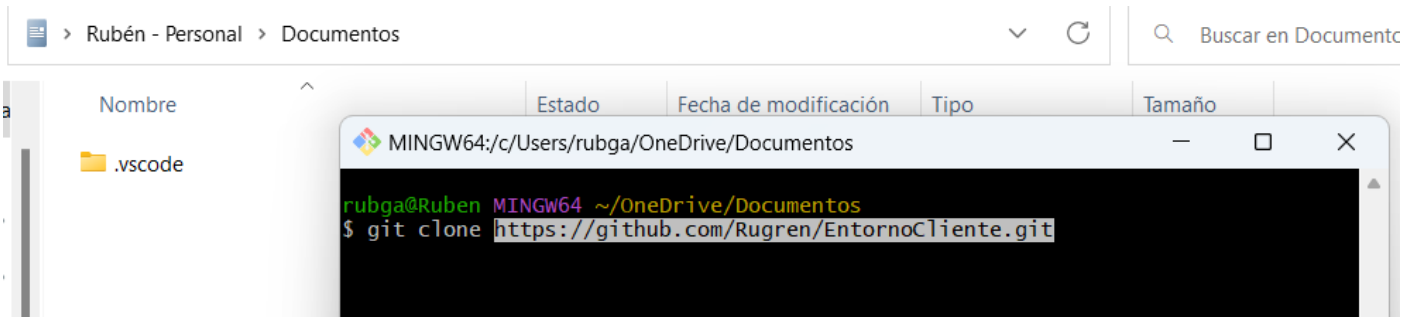 Rubén - Personal > Documentos
Buscar en Documento
a
Nombre Estado Fecha de modificación Tipo Tamaño
MINGW64:/c/Users/rubga/OneDrive/Documentos
.vscode
rubga@Ruben MINGW64 ~/OneDrive/Documentos
$ git clone https://github.com/Rugren/EntornoCliente.git